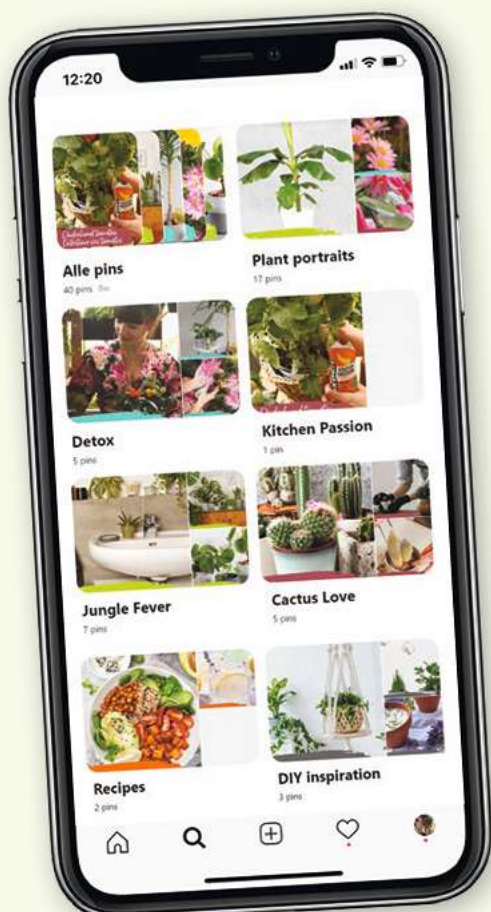 12:20
Alle pins
40 pins 8w
Plant portraits
17 pins
Detox
5 pins
Kitchen Passion
1 pin
Jungle Fever
7 pins
Cactus Love
5 pins
Recipes
2 pins
DIY inspiration
3 pins